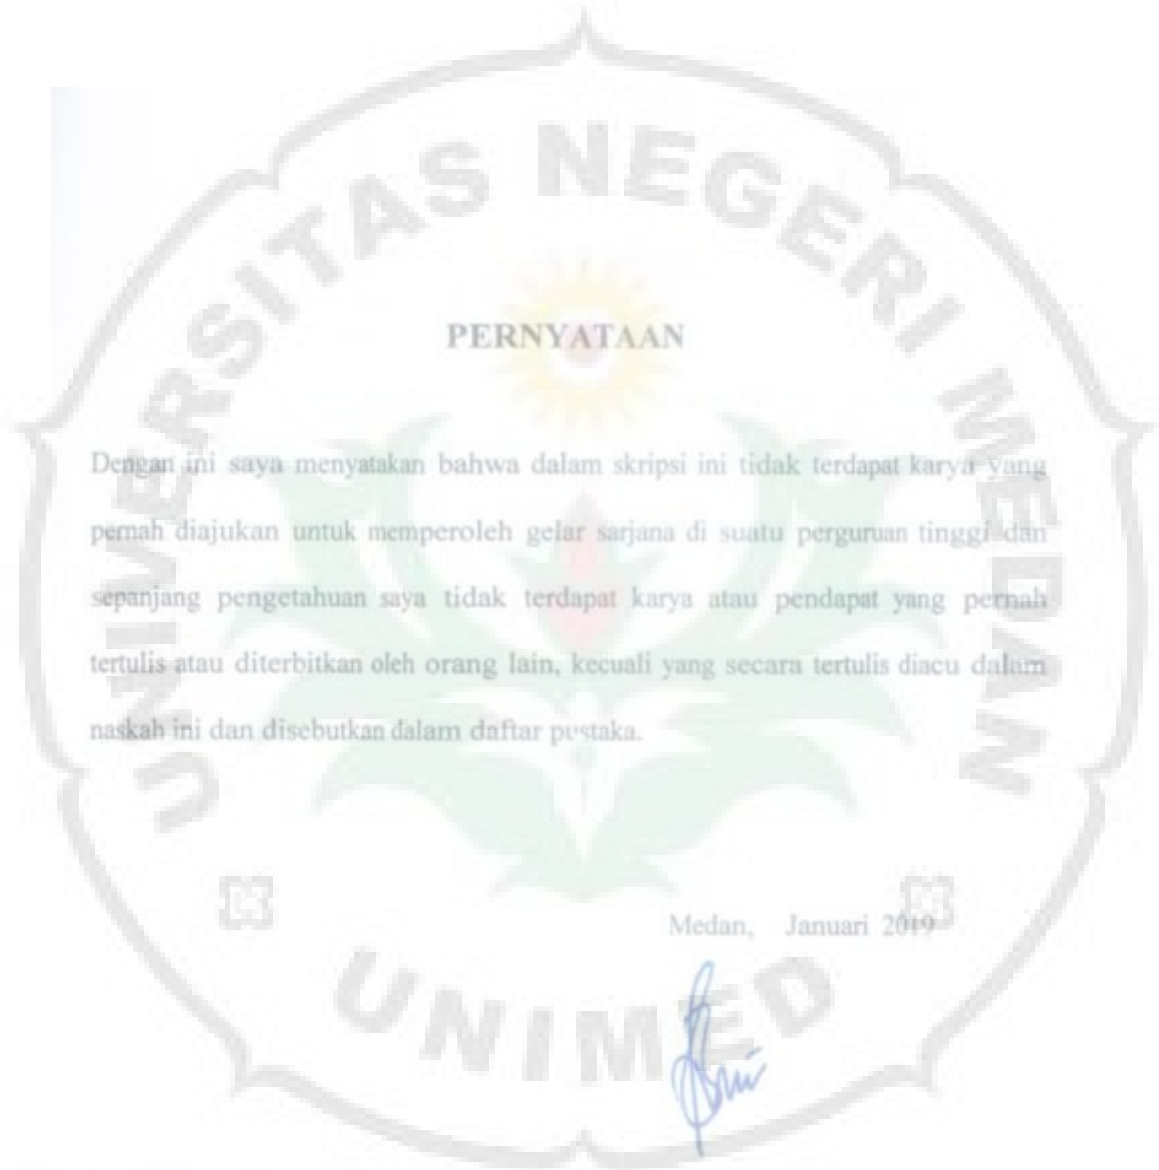 UNIVERSITAS NEGERI MEDAN
PERNYATAAN
Dengan ini saya menyatakan bahwa dalam skripsi ini tidak terdapat karya yang
pernah diajukan untuk memperoleh gelar sarjana di suatu perguruan tinggi dan
sepanjang pengetahuan saya tidak terdapat karya atau pendapat yang pernah
tertulis atau diterbitkan oleh orang lain, kecuali yang secara tertulis diacu dalam
naskah ini dan disebutkan dalam daftar pustaka.
Medan, Januari 2019
UNIMED